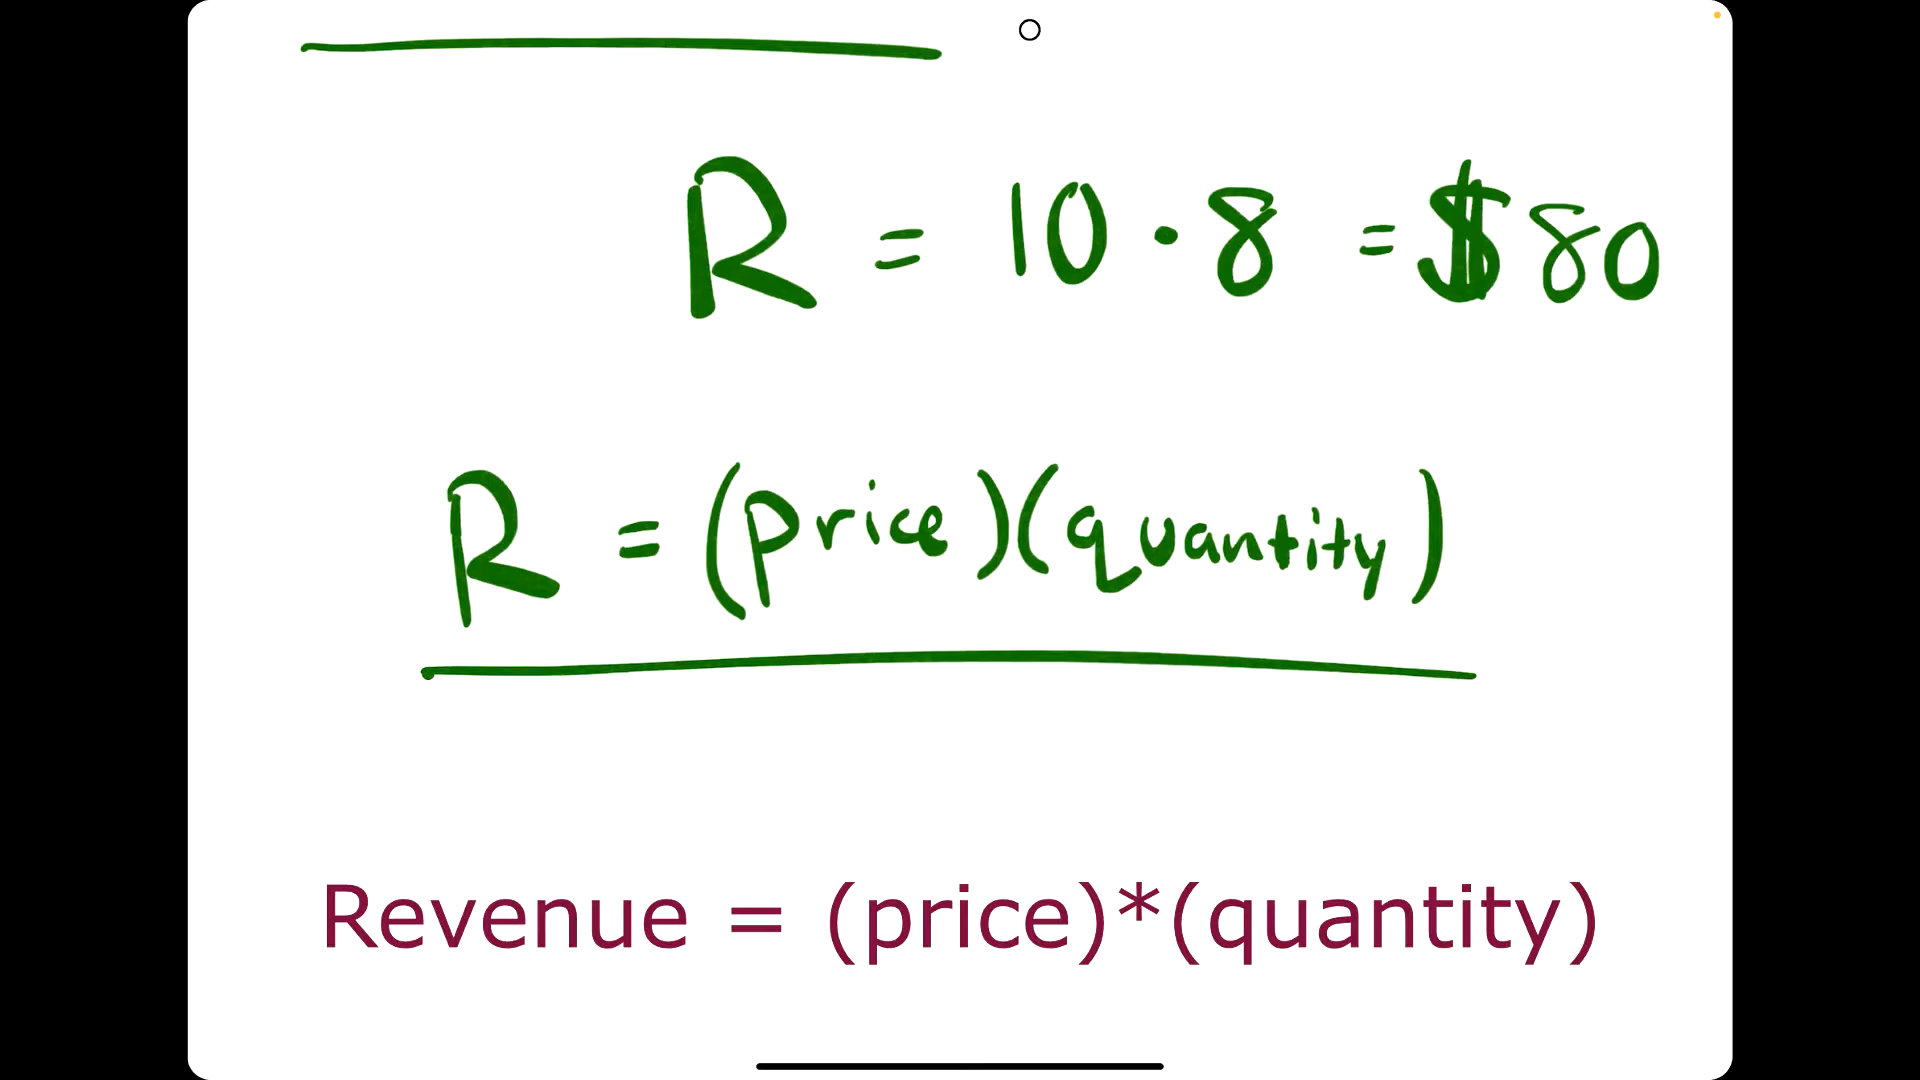 R = 10 · 8 = $80
R = (price)(quantity)
Revenue = (price)*(quantity)